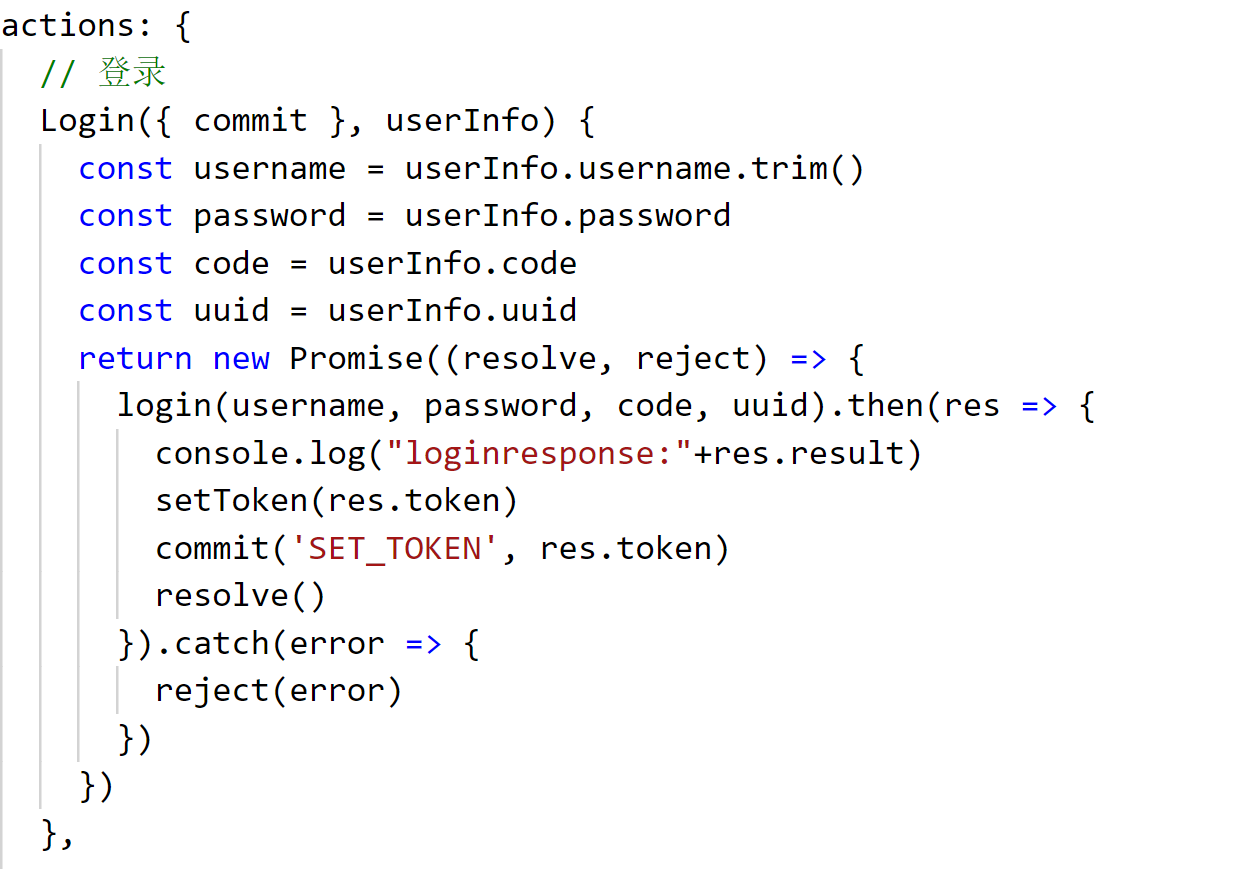 actions: {
// 登录
Login({ commit }, userInfo) {
const username = userInfo.username.trim()
const password = userInfo.password
const code = userInfo.code
const uuid = userInfo.uuid
return new Promise((resolve, reject) => {
login(username, password, code, uuid).then(res => {
console.log("loginresponse:"+res.result)
setToken(res.token)
commit('SET_TOKEN', res.token)
resolve()
}).catch(error => {
reject(error)
})
})
},